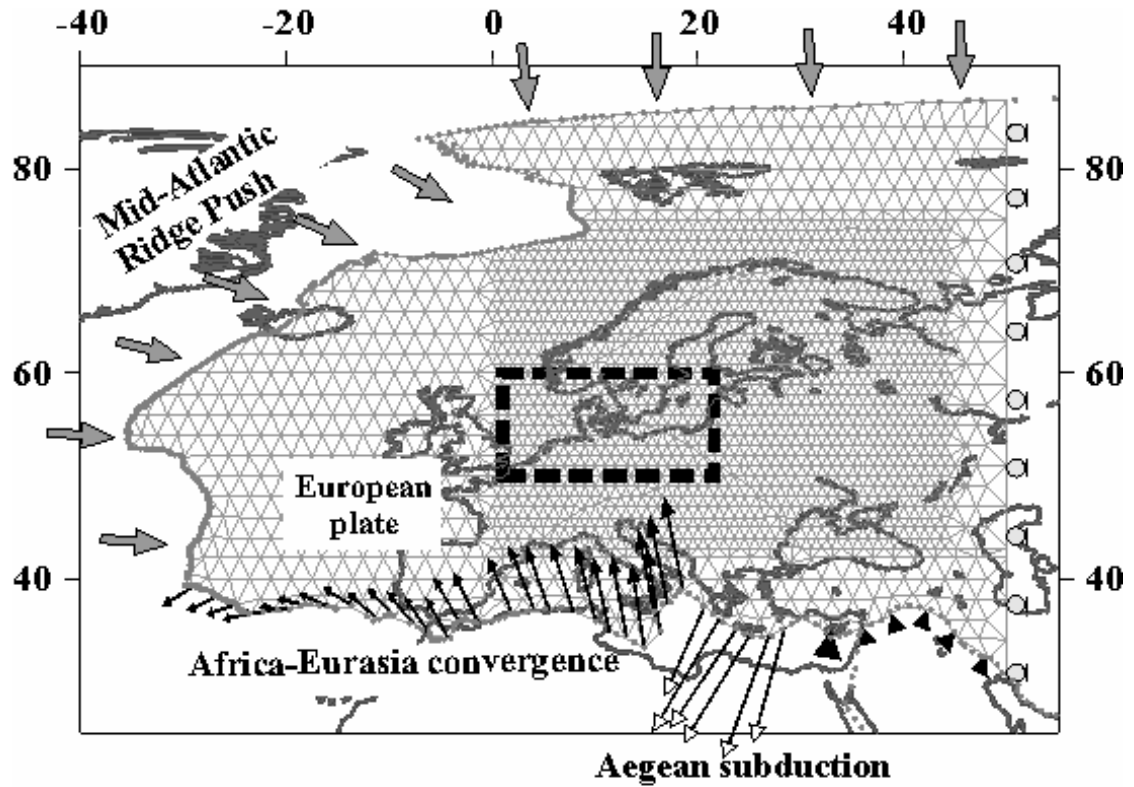 -40 -20 0 20 40
Mid-Atlantic
Ridge Push
80 80
60 60
European
plate
40 40
Africa-Eurasia convergence
Aegean subduction